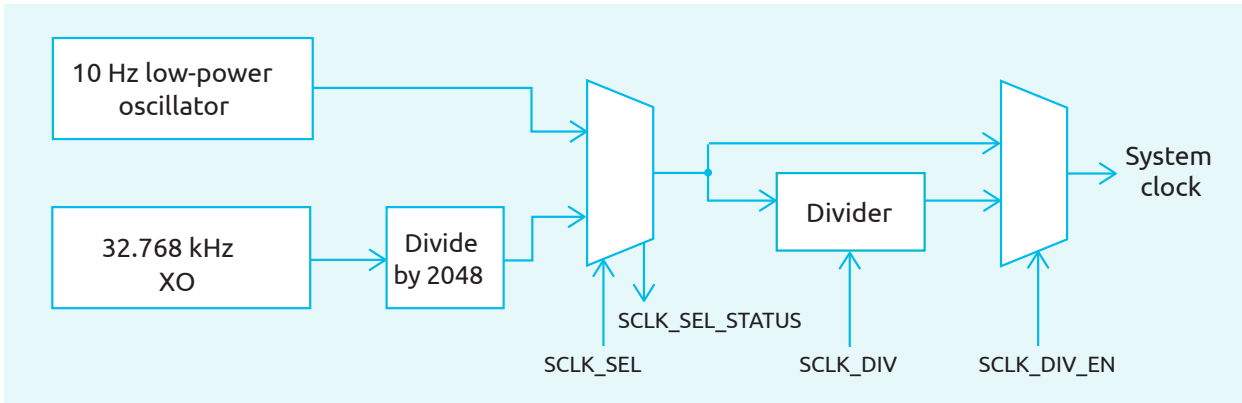 10 Hz low-power
oscillator
32.768 kHz
XO
Divide
by 2048
SCLK_SEL_STATUS
SCLK_SEL
Divider
SCLK_DIV
SCLK_DIV_EN
System
clock